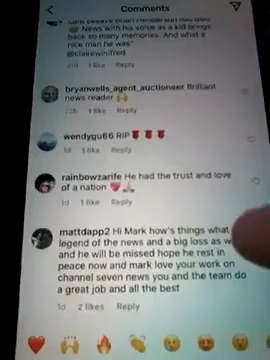 Comments
News with his voice as a kid brings
back so many memories. And what a
nice man he was"
@clairewinifred
1 like Reply
bryanwells_agent_auctioneer Brilliant
news reader
22h 1 like Reply
wendygu66 RIP
1d 1 like Reply
rainbowzarife He had the trust and love
of a nation
1d 1 like Reply
mattdapp2 Hi Mark how's things what
legend of the news and a big loss as
and he will be missed hope he rest in
peace now and mark love your work on
channel seven news you and the team do
a great job and all the best
1d 2 likes Reply